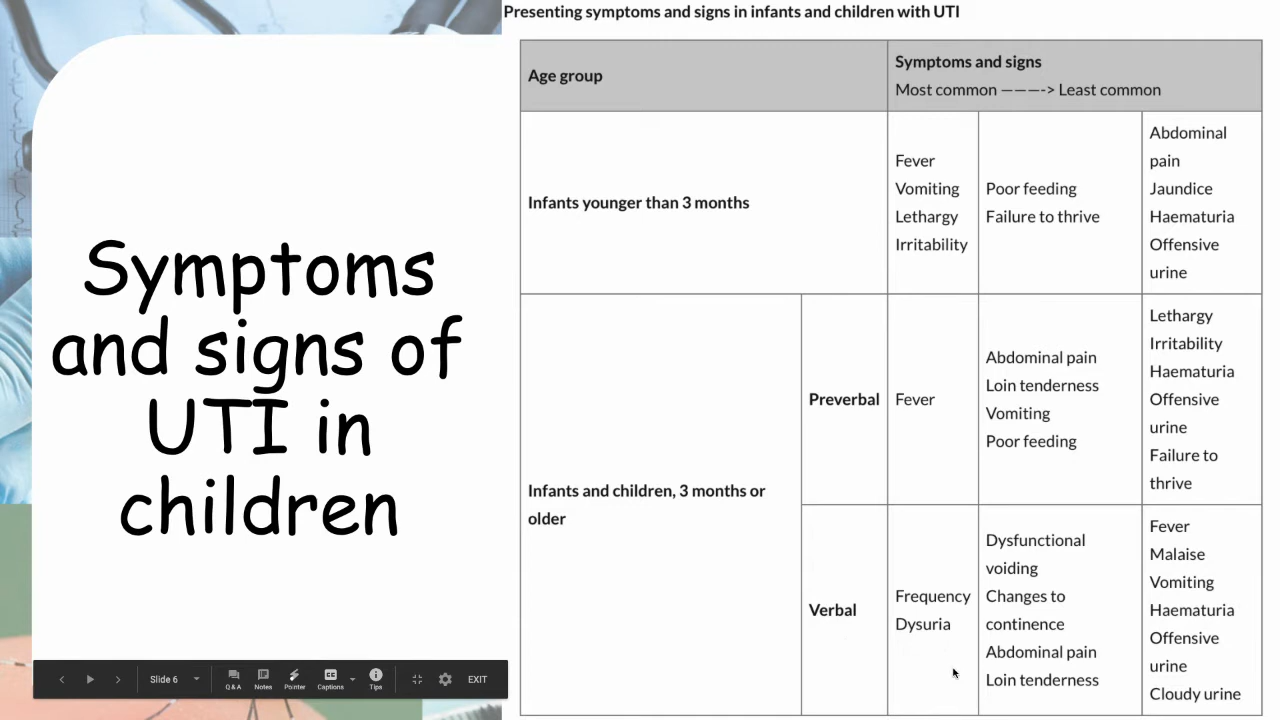 Presenting symptoms and signs in infants and children with UTI
Symptoms
and signs of
UTI in
children
Age group
Symptoms and signs
Most common ———-> Least common
Infants younger than 3 months
Fever
Vomiting
Lethargy
Irritability
Poor feeding
Failure to thrive
Abdominal
pain
Jaundice
Haematuria
Offensive
urine
Infants and children, 3 months or
older
Preverbal
Fever
Abdominal pain
Loin tenderness
Vomiting
Poor feeding
Lethargy
Irritability
Haematuria
Offensive
urine
Failure to
thrive
Verbal
Frequency
Dysuria
Dysfunctional
voiding
Changes to
continence
Abdominal pain
Loin tenderness
Fever
Malaise
Vomiting
Haematuria
Offensive
urine
Cloudy urine
Slide 6
Q & A
Notes
Pointer
Captions
Tips
EXIT